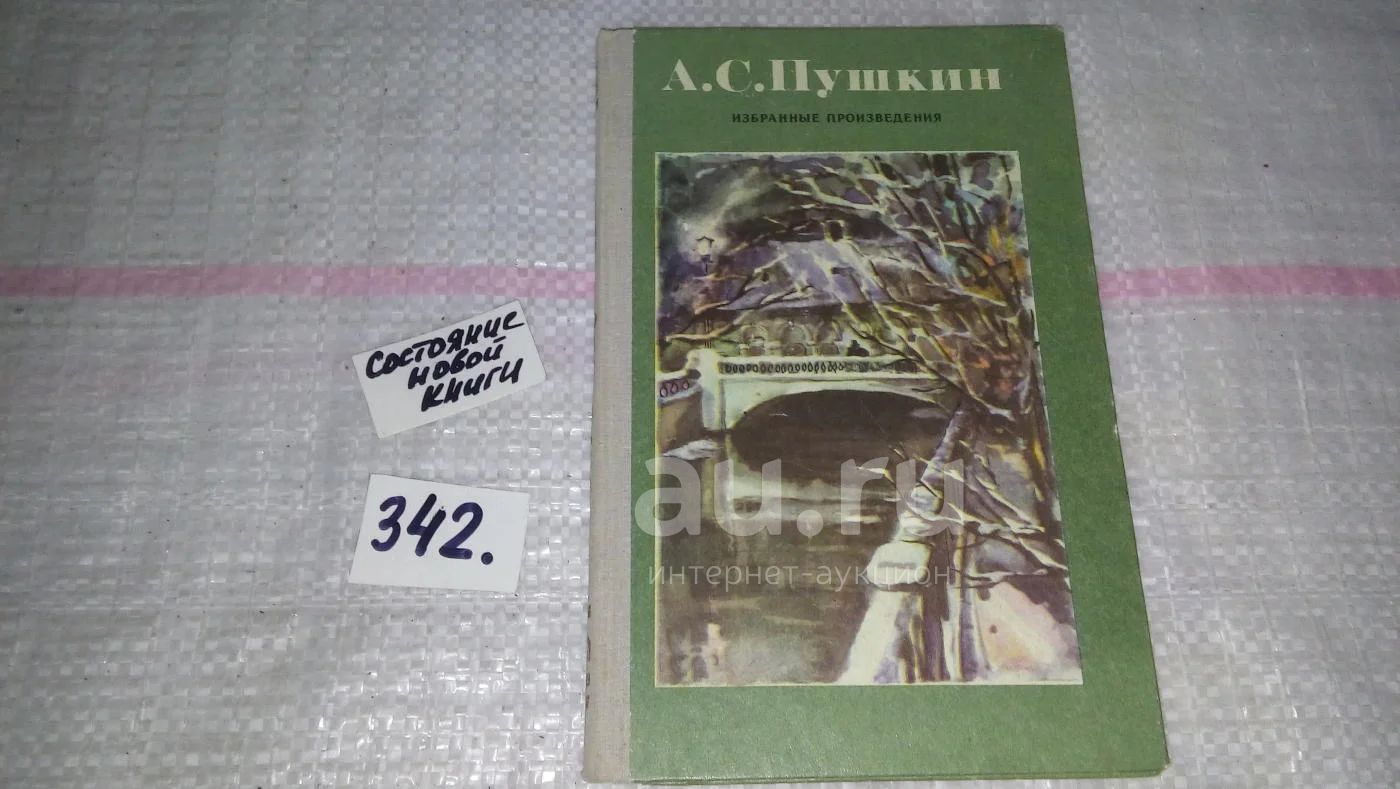 А.С.Пушкин
ИЗБРАННЫЕ ПРОИЗВЕДЕНИЯ
Состояние
новой
книги
342.
au.ru
интернет-аукцион